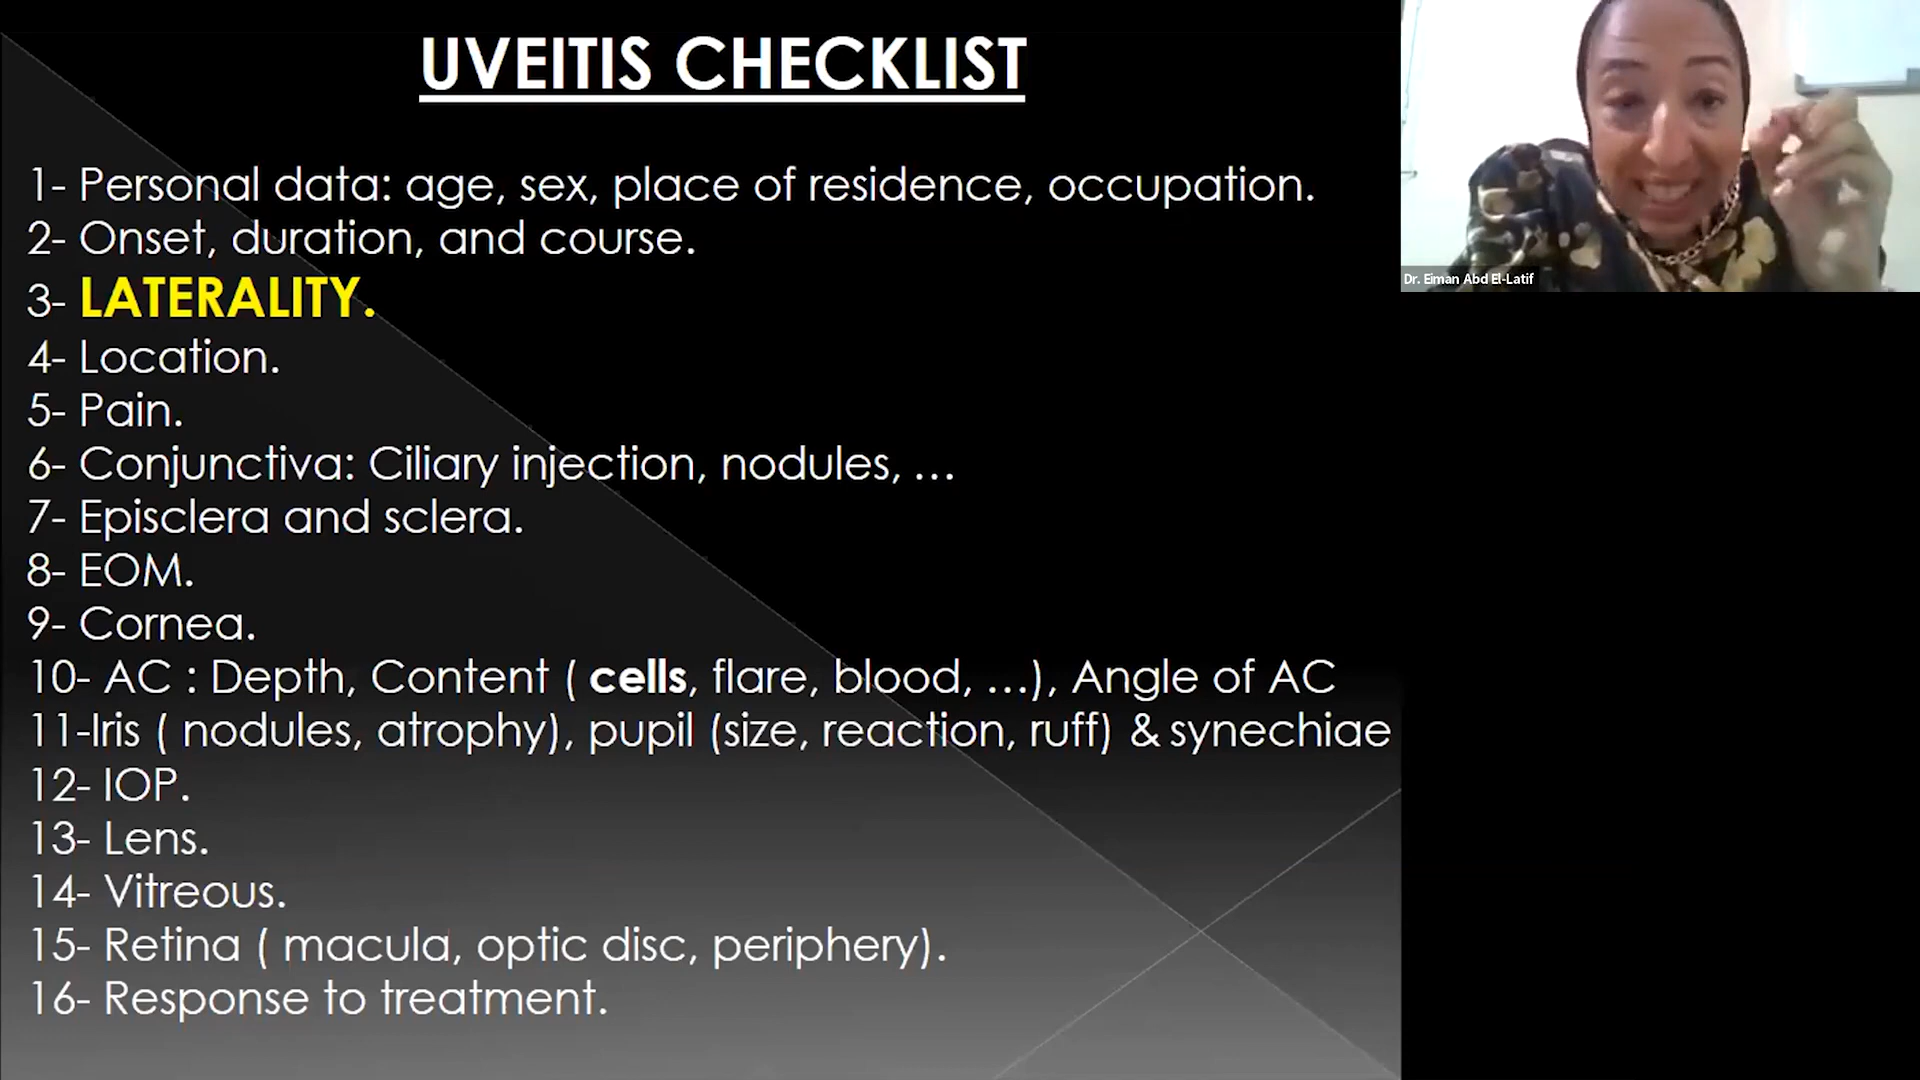 UVEITIS CHECKLIST
1- Personal data: age, sex, place of residence, occupation.
2- Onset, duration, and course.
3- LATERALITY.
4- Location.
5- Pain.
6- Conjunctiva: Ciliary injection, nodules, …
7- Episclera and sclera.
8- EOM.
9- Cornea.
10- AC : Depth, Content ( cells, flare, blood, …), Angle of AC
11-Iris ( nodules, atrophy), pupil (size, reaction, ruff) & synechiae
12- IOP.
13- Lens.
14- Vitreous.
15- Retina ( macula, optic disc, periphery).
16- Response to treatment.
Dr. Eiman Abd El-Latif